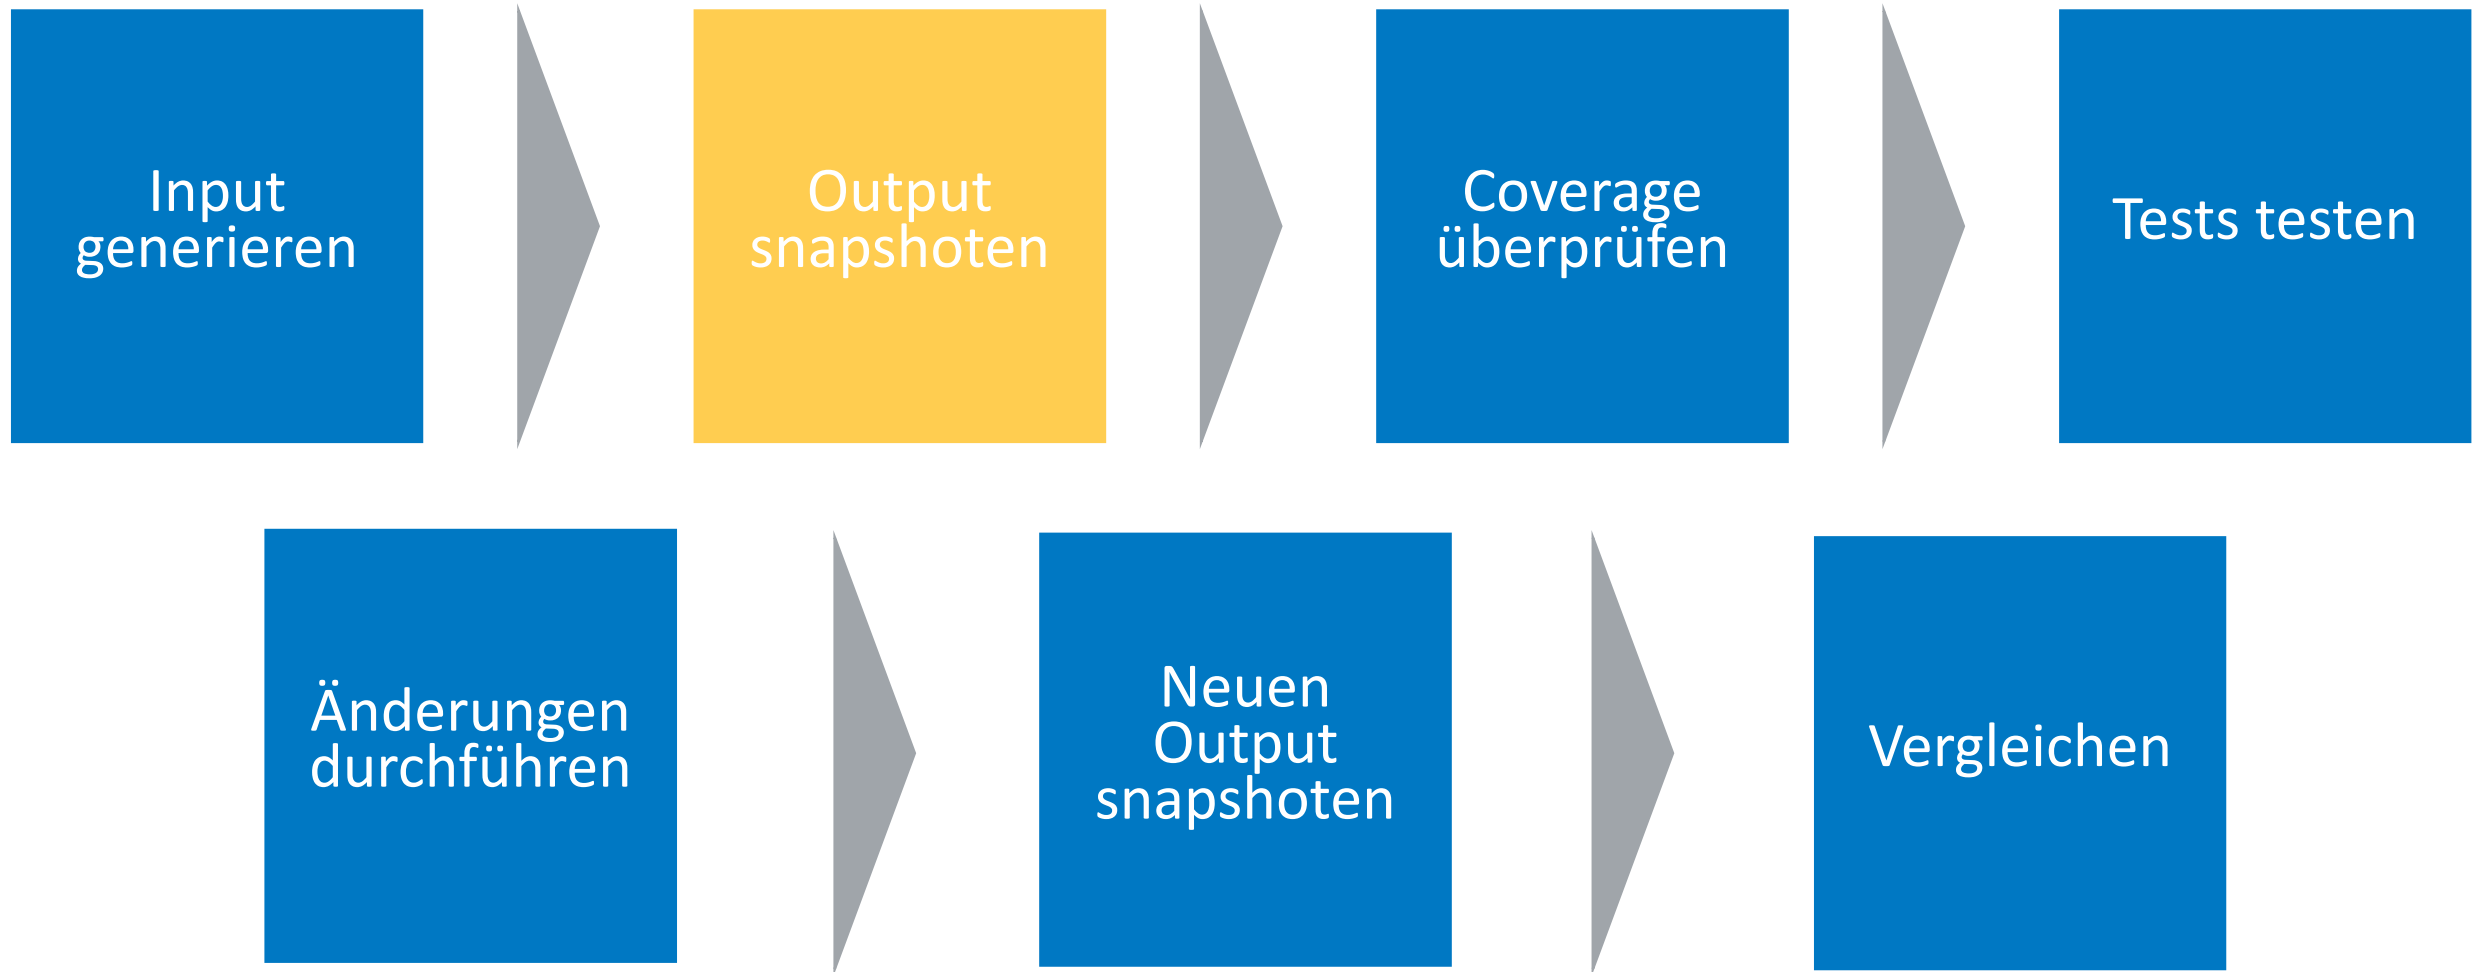 Input
generieren
Output
snapshoten
Coverage
überprüfen
Tests testen
Änderungen
durchführen
Neuen
Output
snapshoten
Vergleichen